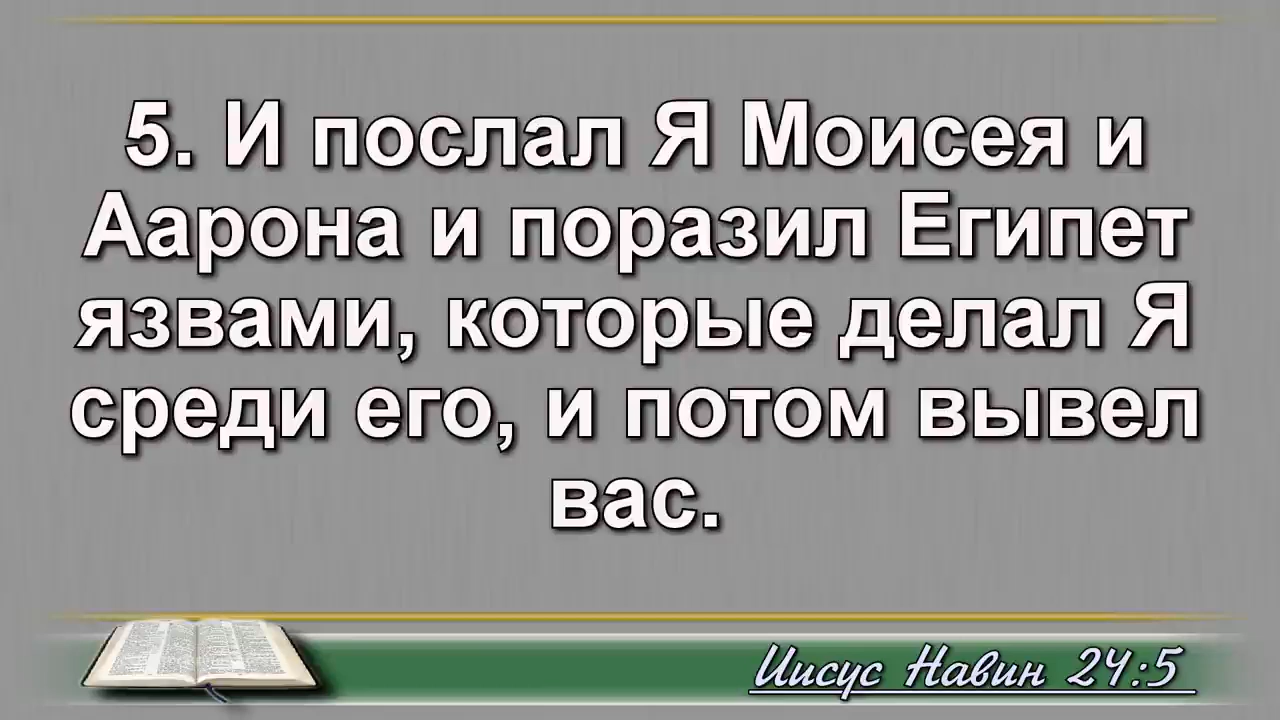 5. И послал Я Моисея и
Аарона и поразил Египет
язвами, которые делал Я
среди его, и потом вывел
вас.
Иисус Навин 24:5